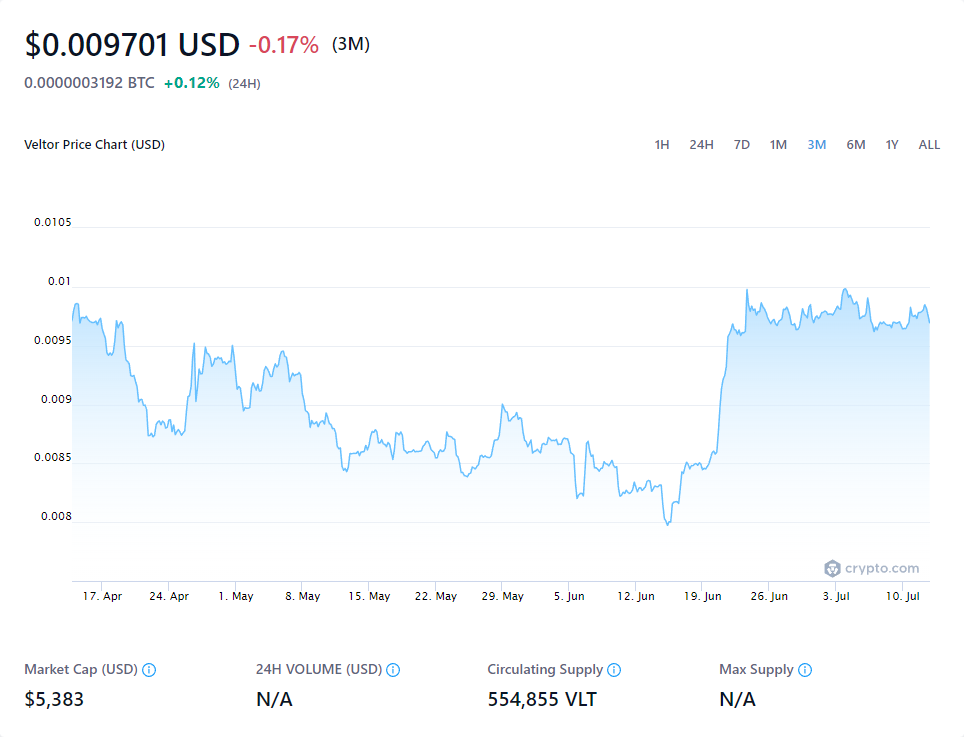 $0.009701 USD -0.17% (3M)
0.0000003192 BTC +0.12% (24H)
Veltor Price Chart (USD) 1H 24H 7D 1M 3M 6M 1Y ALL
0.0105
0.01
0.0095
0.009
0.0085
0.008
crypto.com
17. Apr 24. Apr 1. May 8. May 15. May 22. May 29. May 5. Jun 12. Jun 19. Jun 26. Jun 3. Jul 10. Jul
Market Cap (USD) 24H VOLUME (USD) Circulating Supply Max Supply
$5,383 N/A 554,855 VLT N/A